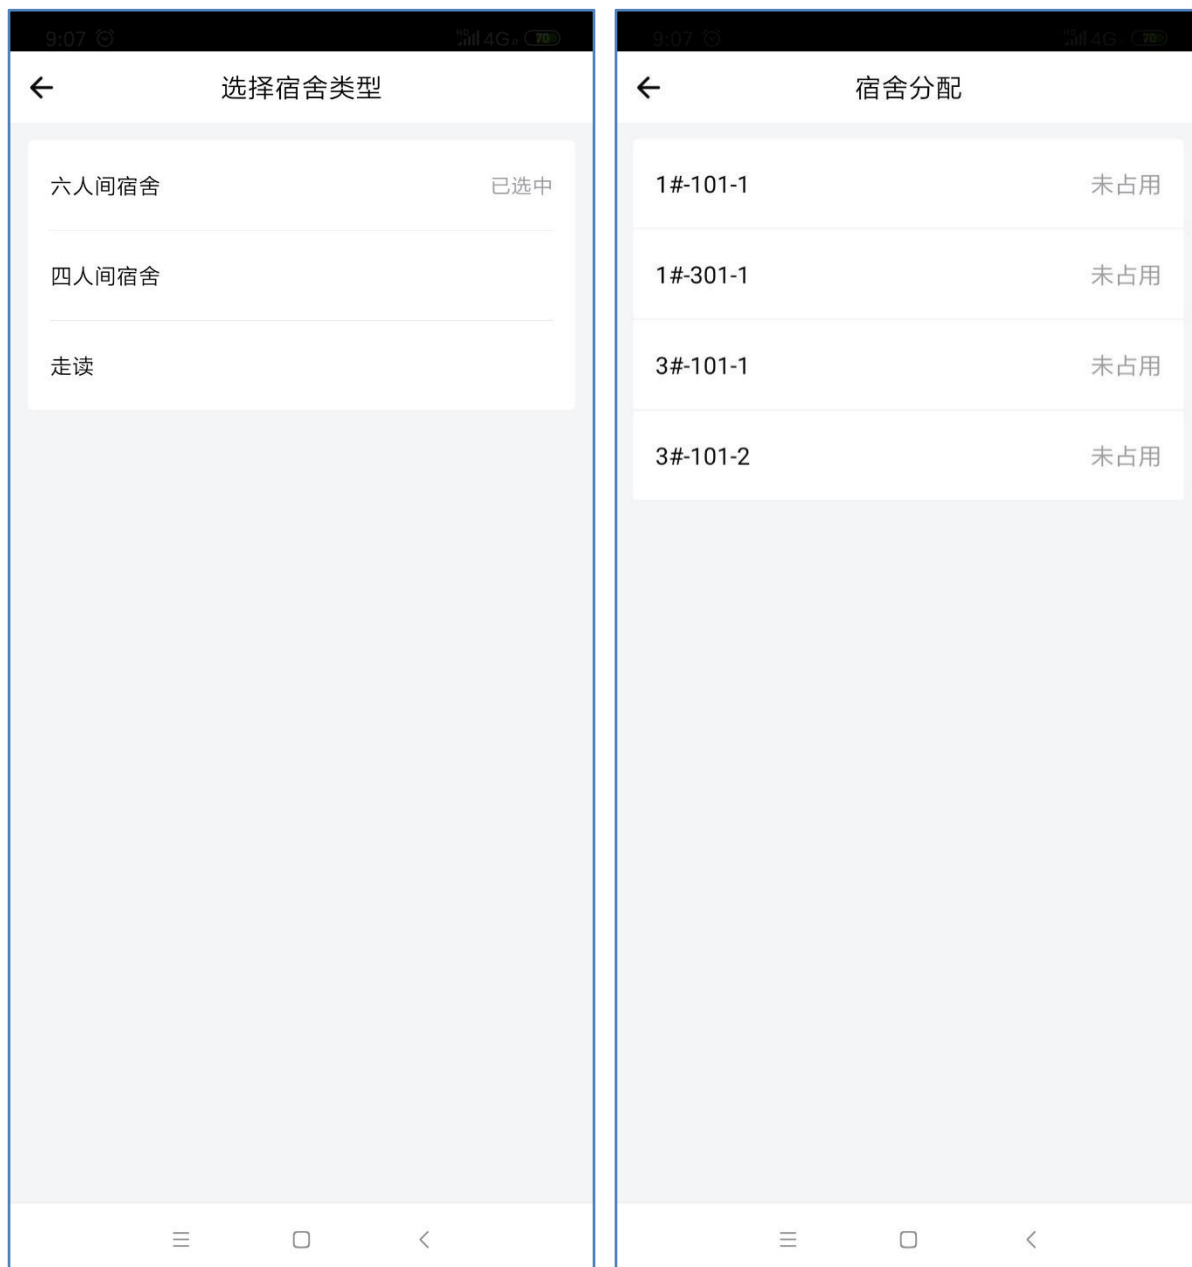 9:07
4G 70
选择宿舍类型
六人间宿舍 已选中
四人间宿舍
走读
9:07
4G 70
宿舍分配
1#-101-1 未占用
1#-301-1 未占用
3#-101-1 未占用
3#-101-2 未占用